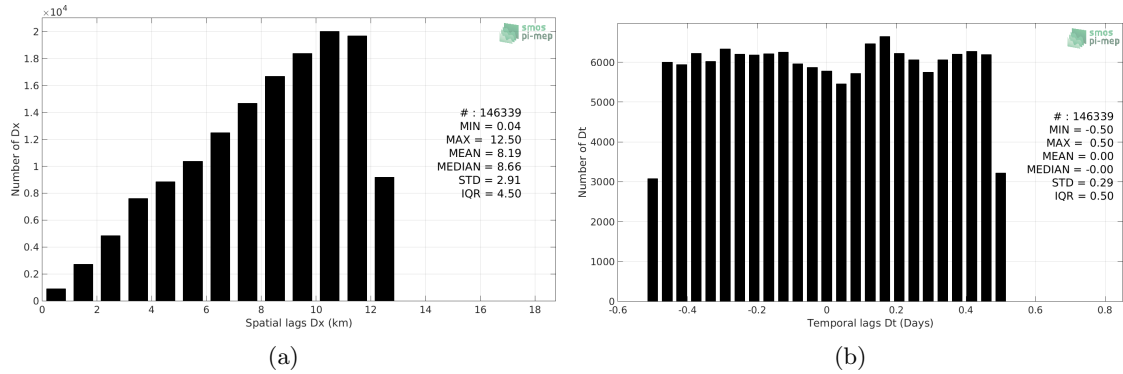 ×10⁴
2
1.8
1.6
1.4
1.2
1
0.8
0.6
0.4
0.2
0
Number of Dx
smos
pi-mep
# : 146339
MIN = 0.04
MAX = 12.50
MEAN = 8.19
MEDIAN = 8.66
STD = 2.91
IQR = 4.50
0 2 4 6 8 10 12 14 16 18
Spatial lags Dx (km)
(a)
6000
5000
4000
3000
2000
1000
0
Number of Dt
smos
pi-mep
# : 146339
MIN = -0.50
MAX = 0.50
MEAN = 0.00
MEDIAN = -0.00
STD = 0.29
IQR = 0.50
-0.6 -0.4 -0.2 0 0.2 0.4 0.6 0.8
Temporal lags Dt (Days)
(b)